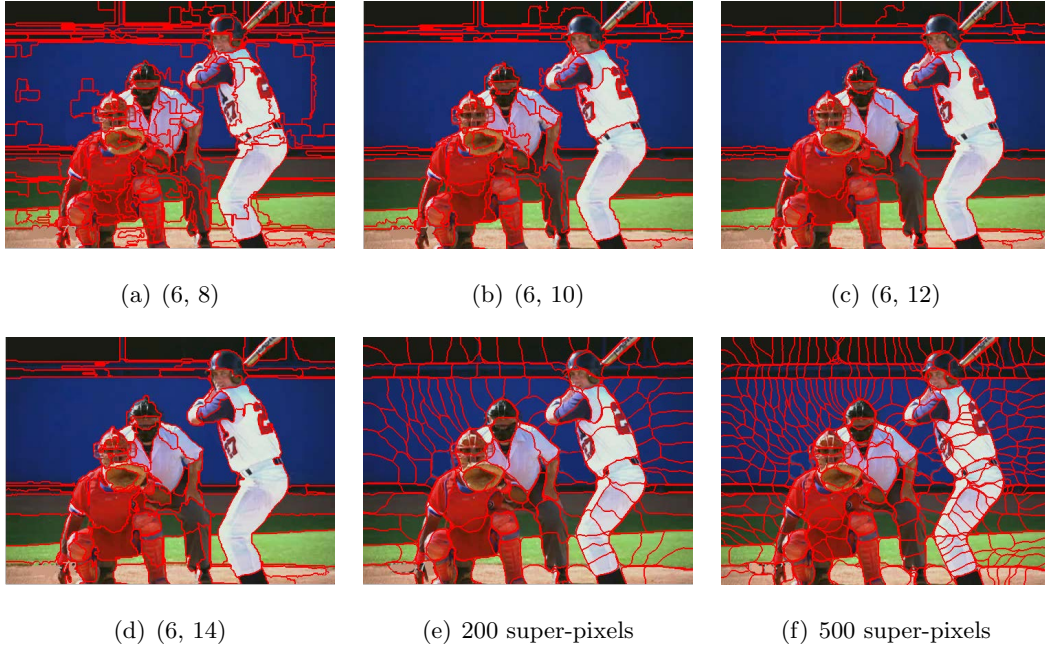 (a) (6, 8)
(b) (6, 10)
(c) (6, 12)
(d) (6, 14)
(e) 200 super-pixels
(f) 500 super-pixels